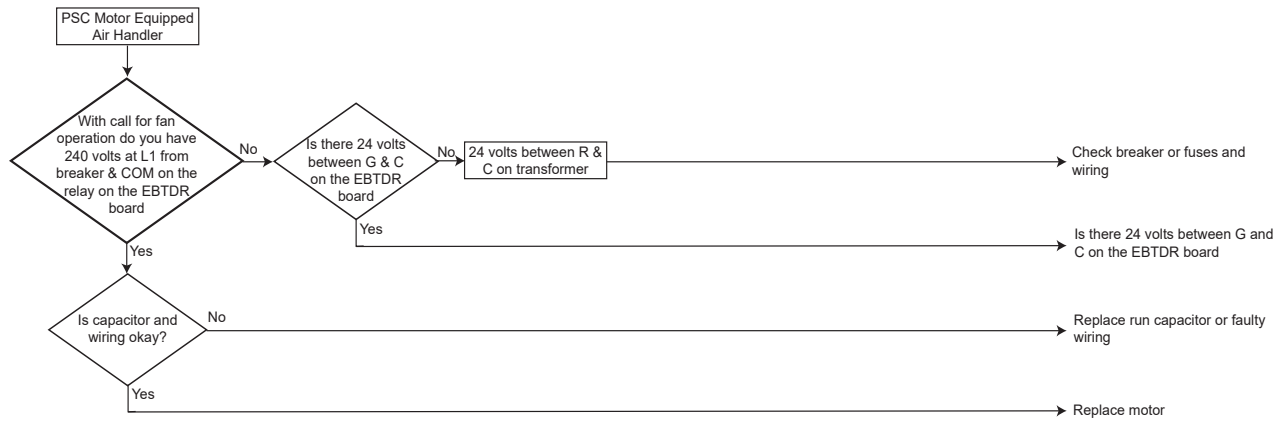 PSC Motor Equipped
Air Handler
With call for fan
operation do you have
240 volts at L1 from
breaker & COM on the
relay on the EBTDR
board
No
Is there 24 volts
between G & C
on the EBTDR
board
No
24 volts between R &
C on transformer
Check breaker or fuses and
wiring
Yes
Is there 24 volts between G and
C on the EBTDR board
Yes
Is capacitor and
wiring okay?
No
Replace run capacitor or faulty
wiring
Yes
Replace motor